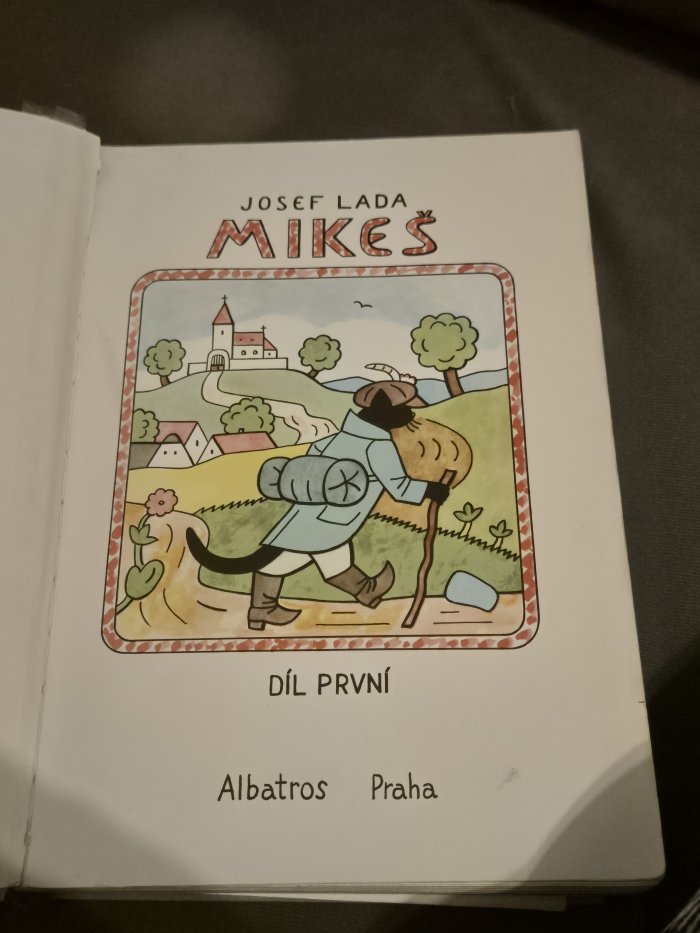 JOSEF LADA
MIKEŠ
DÍL PRVNÍ
Albatros Praha